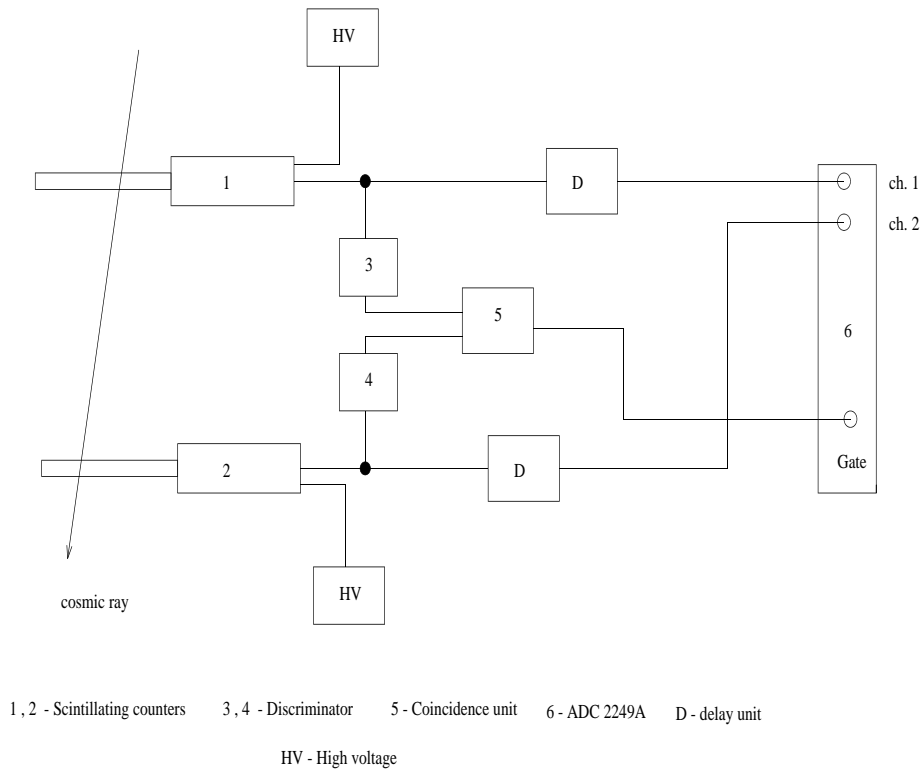 HV
1
D
ch. 1
ch. 2
3
5
6
4
2
D
Gate
HV
cosmic ray
1 , 2 - Scintillating counters 3 , 4 - Discriminator 5 - Coincidence unit 6 - ADC 2249A D - delay unit
HV - High voltage